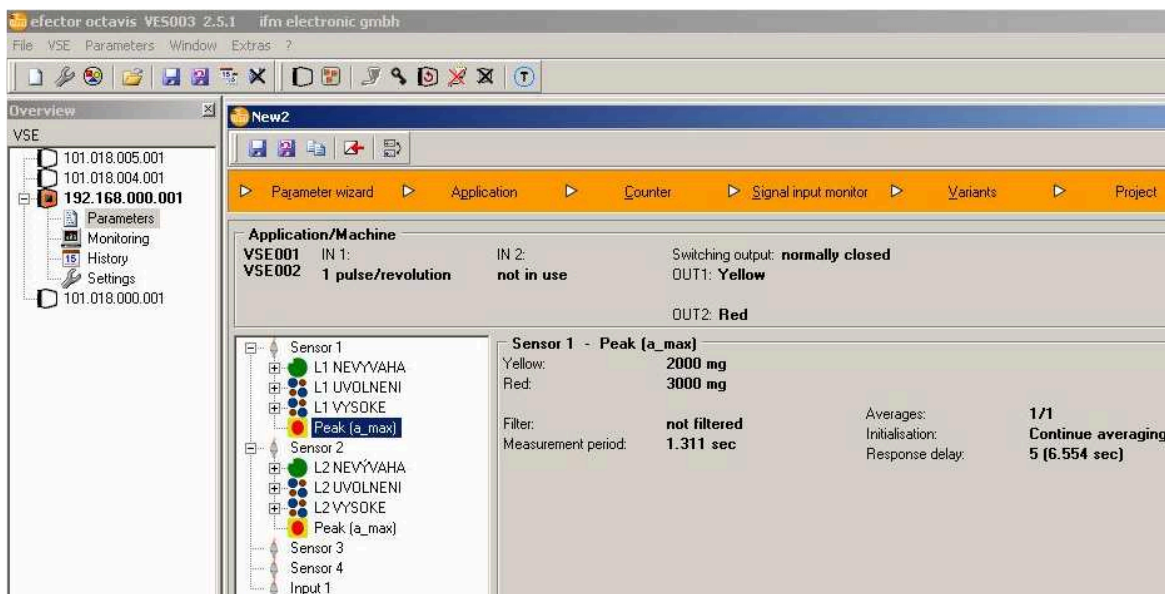 efector octavis VES003 2.5.1 ifm electronic gmbh
File VSE Parameters Window Extras ?
Overview
VSE
101.018.005.001
101.018.004.001
192.168.000.001
Parameters
Monitoring
History
Settings
101.018.000.001
New2
Parameter wizard Application Counter Signal input monitor Variants Project
Application/Machine
VSE001 IN 1: IN 2: Switching output: normally closed
VSE002 1 pulse/revolution not in use OUT1: Yellow
OUT2: Red
Sensor 1
L1 NEVYVAHA
L1 UVOLNENI
L1 VYSOKE
Peak (a_max)
Sensor 2
L2 NEVÝVAHA
L2 UVOLNENI
L2 VYSOKE
Peak (a_max)
Sensor 3
Sensor 4
Input 1
Sensor 1 - Peak (a_max)
Yellow: 2000 mg
Red: 3000 mg
Filter: not filtered
Measurement period: 1.311 sec
Averages: 1/1
Initialisation: Continue averaging
Response delay: 5 (6.554 sec)